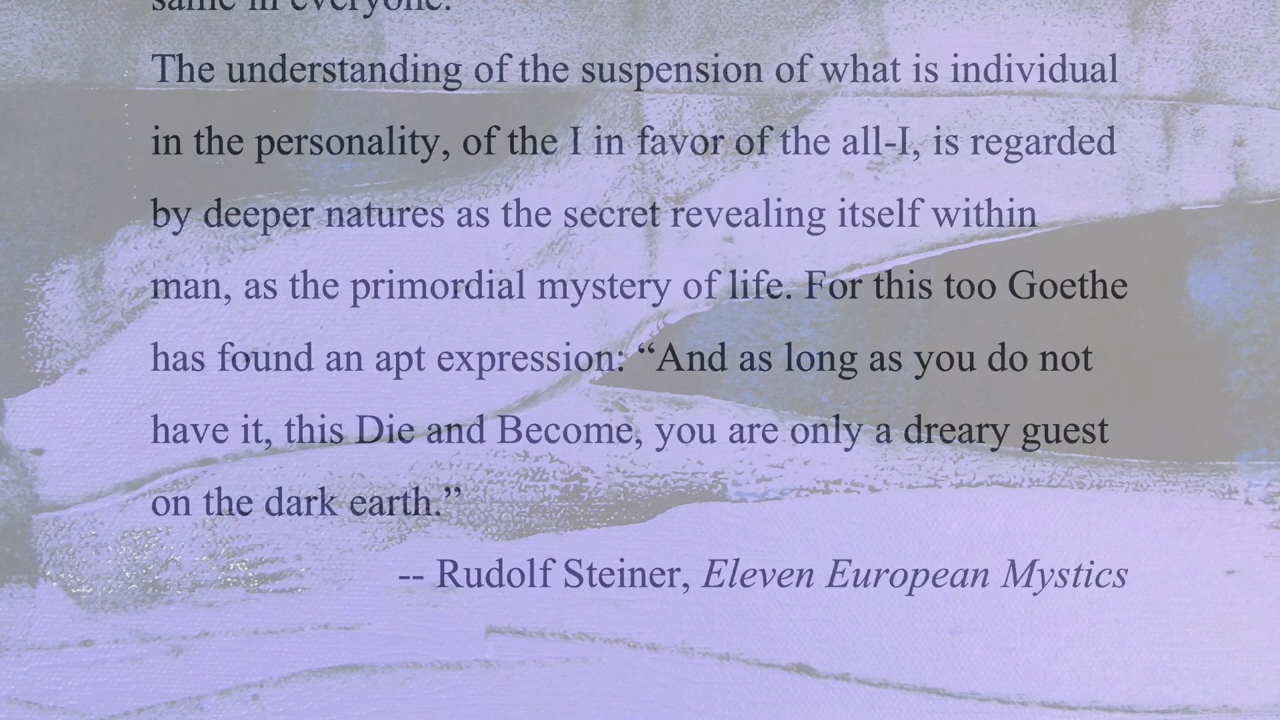 same in everyone.
The understanding of the suspension of what is individual
in the personality, of the I in favor of the all-I, is regarded
by deeper natures as the secret revealing itself within
man, as the primordial mystery of life. For this too Goethe
has found an apt expression: “And as long as you do not
have it, this Die and Become, you are only a dreary guest
on the dark earth.”
-- Rudolf Steiner, Eleven European Mystics